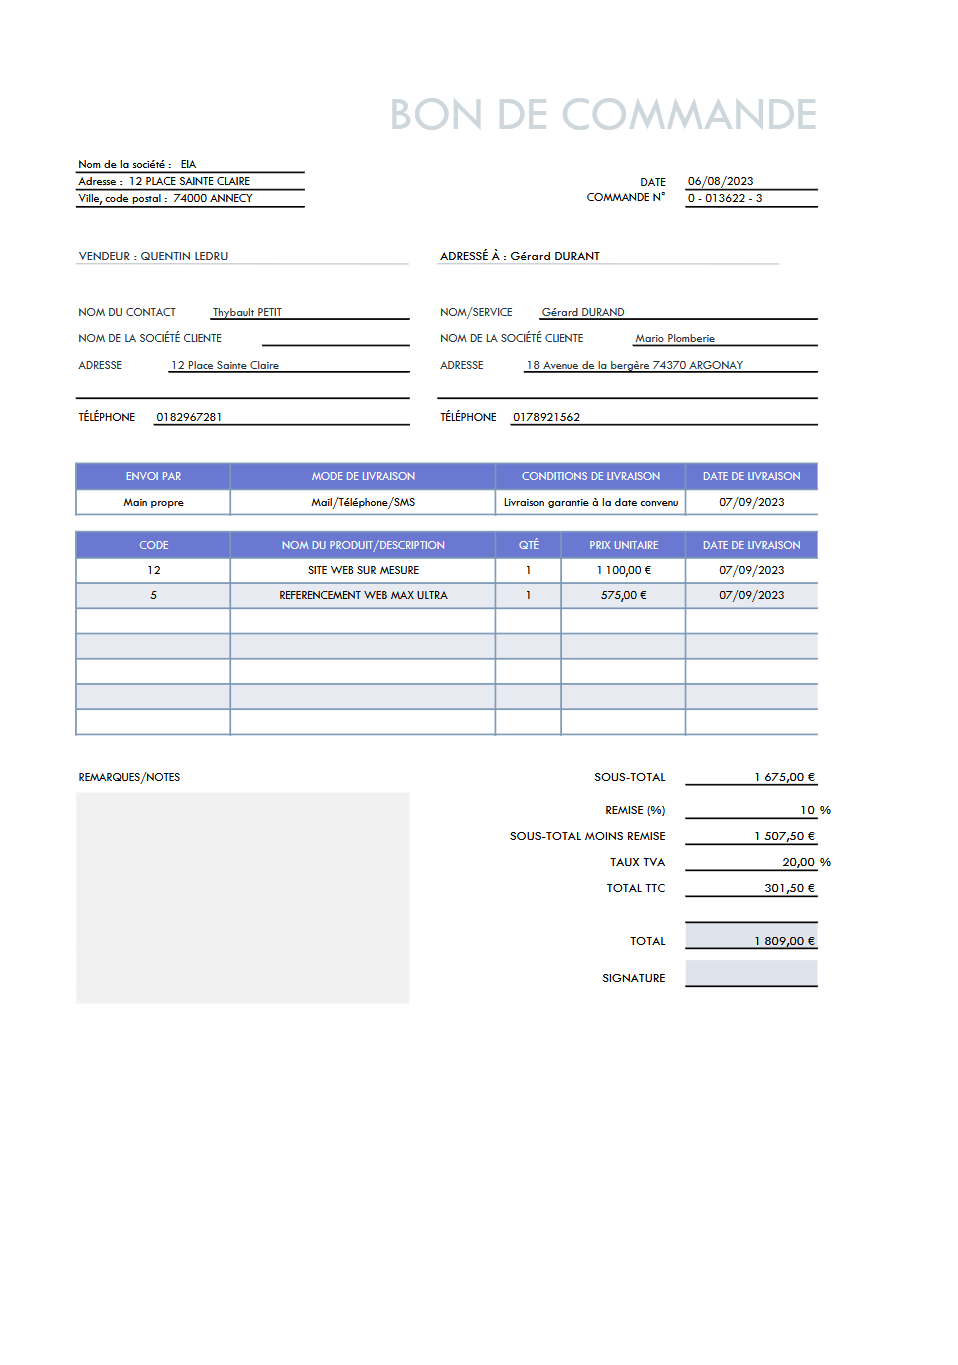 BON DE COMMANDE
Nom de la société : EIA
Adresse : 12 PLACE SAINTE CLAIRE
Ville, code postal : 74000 ANNECY
DATE 06/08/2023
COMMANDE N° 0 - 013622 - 3
VENDEUR : QUENTIN LEDRU
ADRESSÉ À : Gérard DURANT
NOM DU CONTACT Thybault PETIT
NOM DE LA SOCIÉTÉ CLIENTE
ADRESSE 12 Place Sainte Claire
TÉLÉPHONE 0182967281
NOM/SERVICE Gérard DURAND
NOM DE LA SOCIÉTÉ CLIENTE Mario Plomberie
ADRESSE 18 Avenue de la bergère 74370 ARGONAY
TÉLÉPHONE 0178921562
ENVOI PAR MODE DE LIVRAISON CONDITIONS DE LIVRAISON DATE DE LIVRAISON
Main propre Mail/Téléphone/SMS Livraison garantie à la date convenu 07/09/2023
CODE NOM DU PRODUIT/DESCRIPTION QTÉ PRIX UNITAIRE DATE DE LIVRAISON
12 SITE WEB SUR MESURE 1 1 100,00 € 07/09/2023
5 REFERENCEMENT WEB MAX ULTRA 1 575,00 € 07/09/2023
REMARQUES/NOTES
SOUS-TOTAL 1 675,00 €
REMISE (%) 10 %
SOUS-TOTAL MOINS REMISE 1 507,50 €
TAUX TVA 20,00 %
TOTAL TTC 301,50 €
TOTAL 1 809,00 €
SIGNATURE